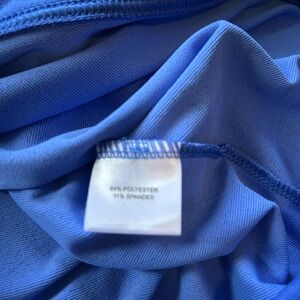 89% POLYESTER
11% SPANDEX